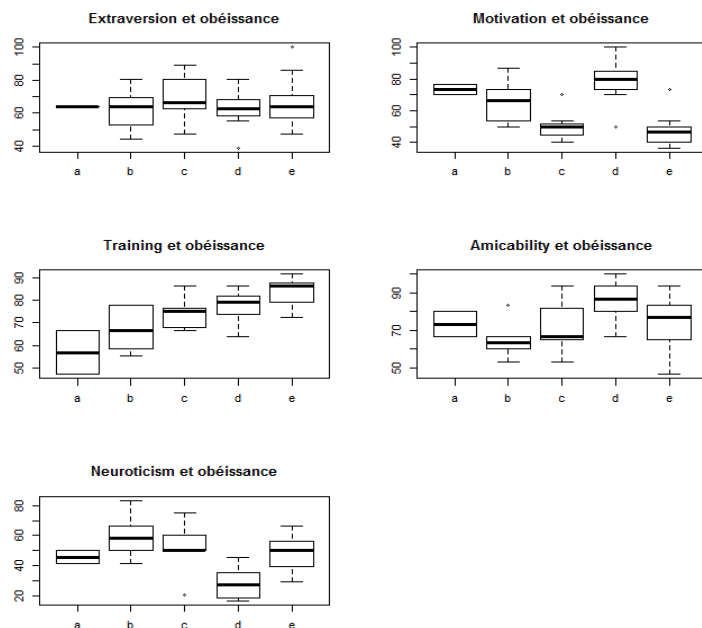 Extraversion et obéissance
100
80
60
40
a b c d e
Motivation et obéissance
100
80
60
40
a b c d e
Training et obéissance
90
80
70
60
50
a b c d e
Amicability et obéissance
90
70
50
a b c d e
Neuroticism et obéissance
80
60
40
20
a b c d e